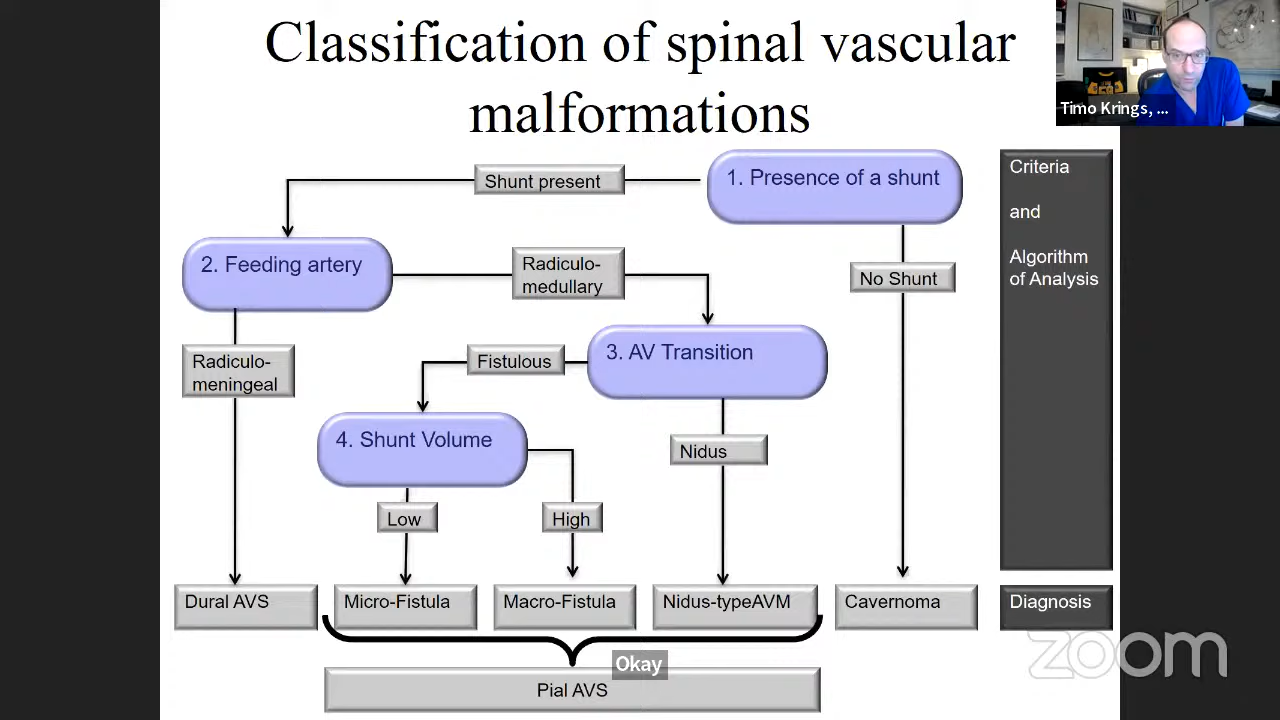 Classification of spinal vascular
malformations
Timo Krings, ...
Shunt present
1. Presence of a shunt
Criteria
and
Algorithm
of Analysis
2. Feeding artery
Radiculo-
medullary
No Shunt
Radiculo-
meningeal
Fistulous
3. AV Transition
4. Shunt Volume
Nidus
Low
High
Dural AVS
Micro-Fistula
Macro-Fistula
Nidus-typeAVM
Cavernoma
Diagnosis
Okay
Pial AVS
zoom